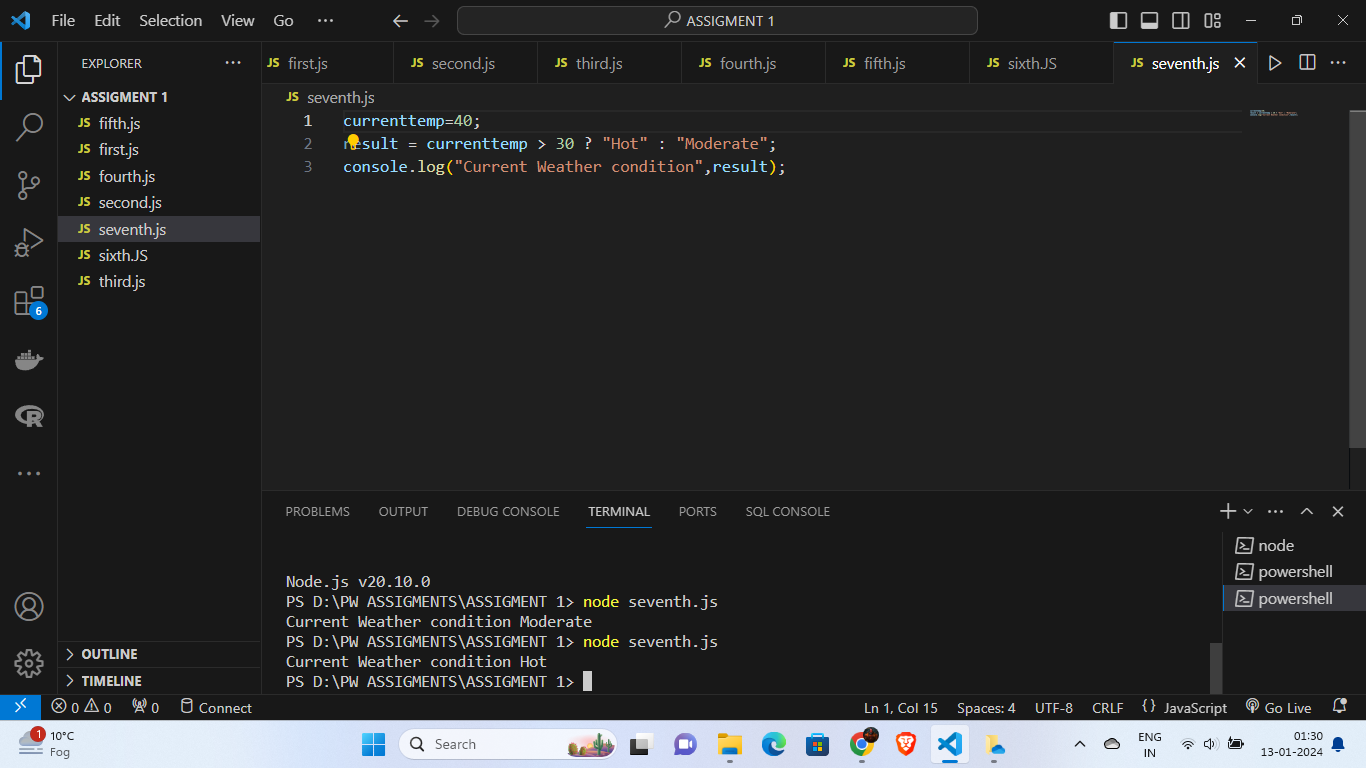 File Edit Selection View Go ··· ASSIGMENT 1
EXPLORER ···
JS first.js JS second.js JS third.js JS fourth.js JS fifth.js JS sixth.JS JS seventh.js
ASSIGMENT 1
JS fifth.js
JS first.js
JS fourth.js
JS second.js
JS seventh.js
JS sixth.JS
JS third.js
6
OUTLINE
TIMELINE
JS seventh.js
1 currenttemp=40;
2 result = currenttemp > 30 ? "Hot" : "Moderate";
3 console.log("Current Weather condition",result);
PROBLEMS OUTPUT DEBUG CONSOLE TERMINAL PORTS SQL CONSOLE
Node.js v20.10.0
PS D:\PW ASSIGMENTS\ASSIGMENT 1> node seventh.js
Current Weather condition Moderate
PS D:\PW ASSIGMENTS\ASSIGMENT 1> node seventh.js
Current Weather condition Hot
PS D:\PW ASSIGMENTS\ASSIGMENT 1>
node
powershell
powershell
0 0 0 Connect Ln 1, Col 15 Spaces: 4 UTF-8 CRLF {} JavaScript Go Live
1
10°C
Fog
Search
ENG
IN
01:30
13-01-2024